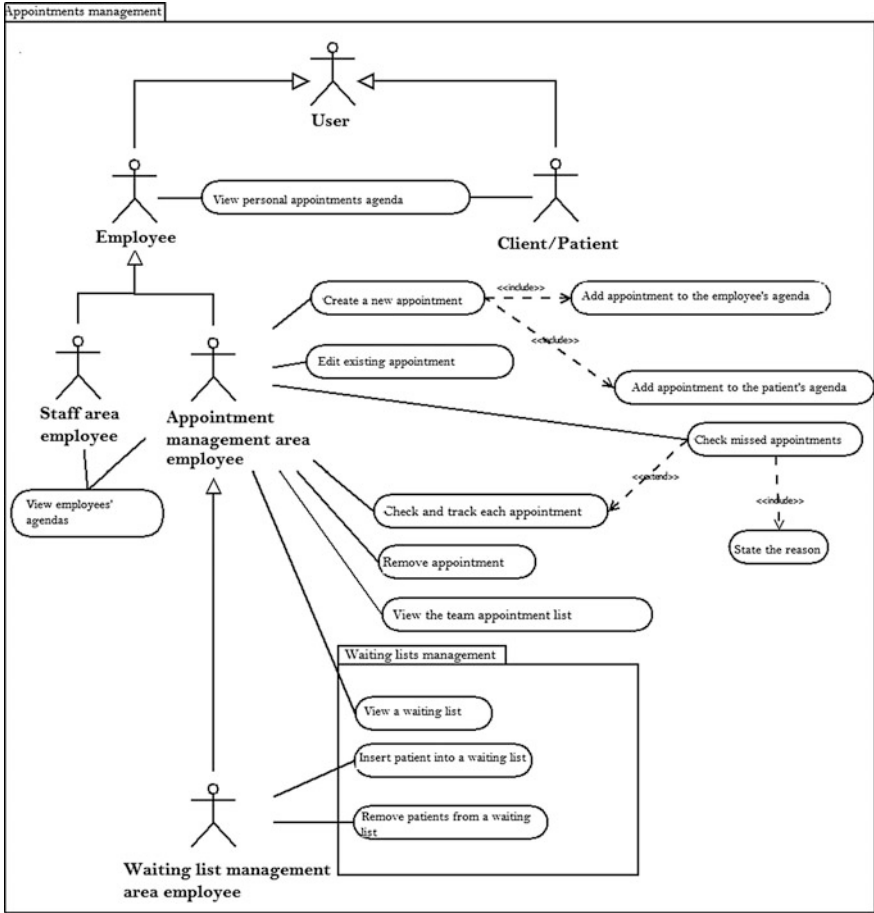 Appointments management
User
View personal appointments agenda
Employee
Client/Patient
Create a new appointment
<<include>>
Add appointment to the employee's agenda
<<include>>
Edit existing appointment
Add appointment to the patient's agenda
Staff area
employee
Appointment
management area
employee
Check missed appointments
<<extend>>
<<include>>
View employees'
agendas
Check and track each appointment
State the reason
Remove appointment
View the team appointment list
Waiting lists management
View a waiting list
Insert patient into a waiting list
Remove patients from a waiting
list
Waiting list management
area employee